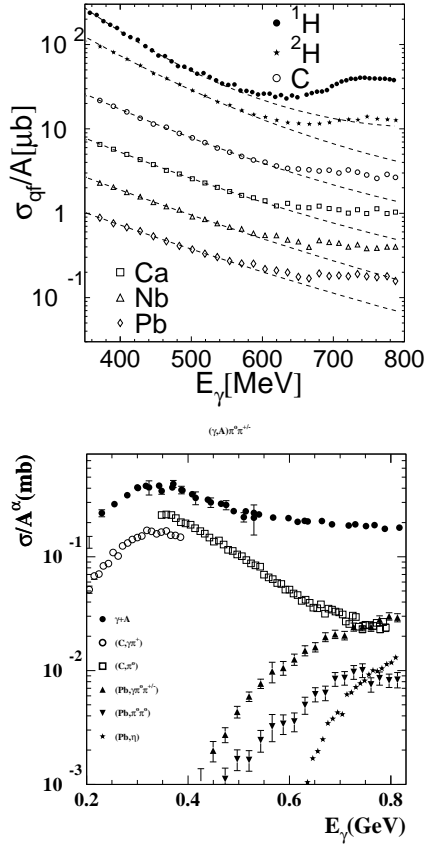 10²
10
1
10⁻¹
σqf/A[μb]
¹H
²H
C
Ca
Nb
Pb
400 500 600 700 800
Eγ[MeV]
(γ,A)π⁰π⁺/⁻
σ/A^α(mb)
10⁻¹
10⁻²
10⁻³
γ+A
(C,γπ⁺)
(C,π⁰)
(Pb,γπ⁰π⁺/⁻)
(Pb,π⁰π⁰)
(Pb,η)
0.2 0.4 0.6 0.8
Eγ(GeV)